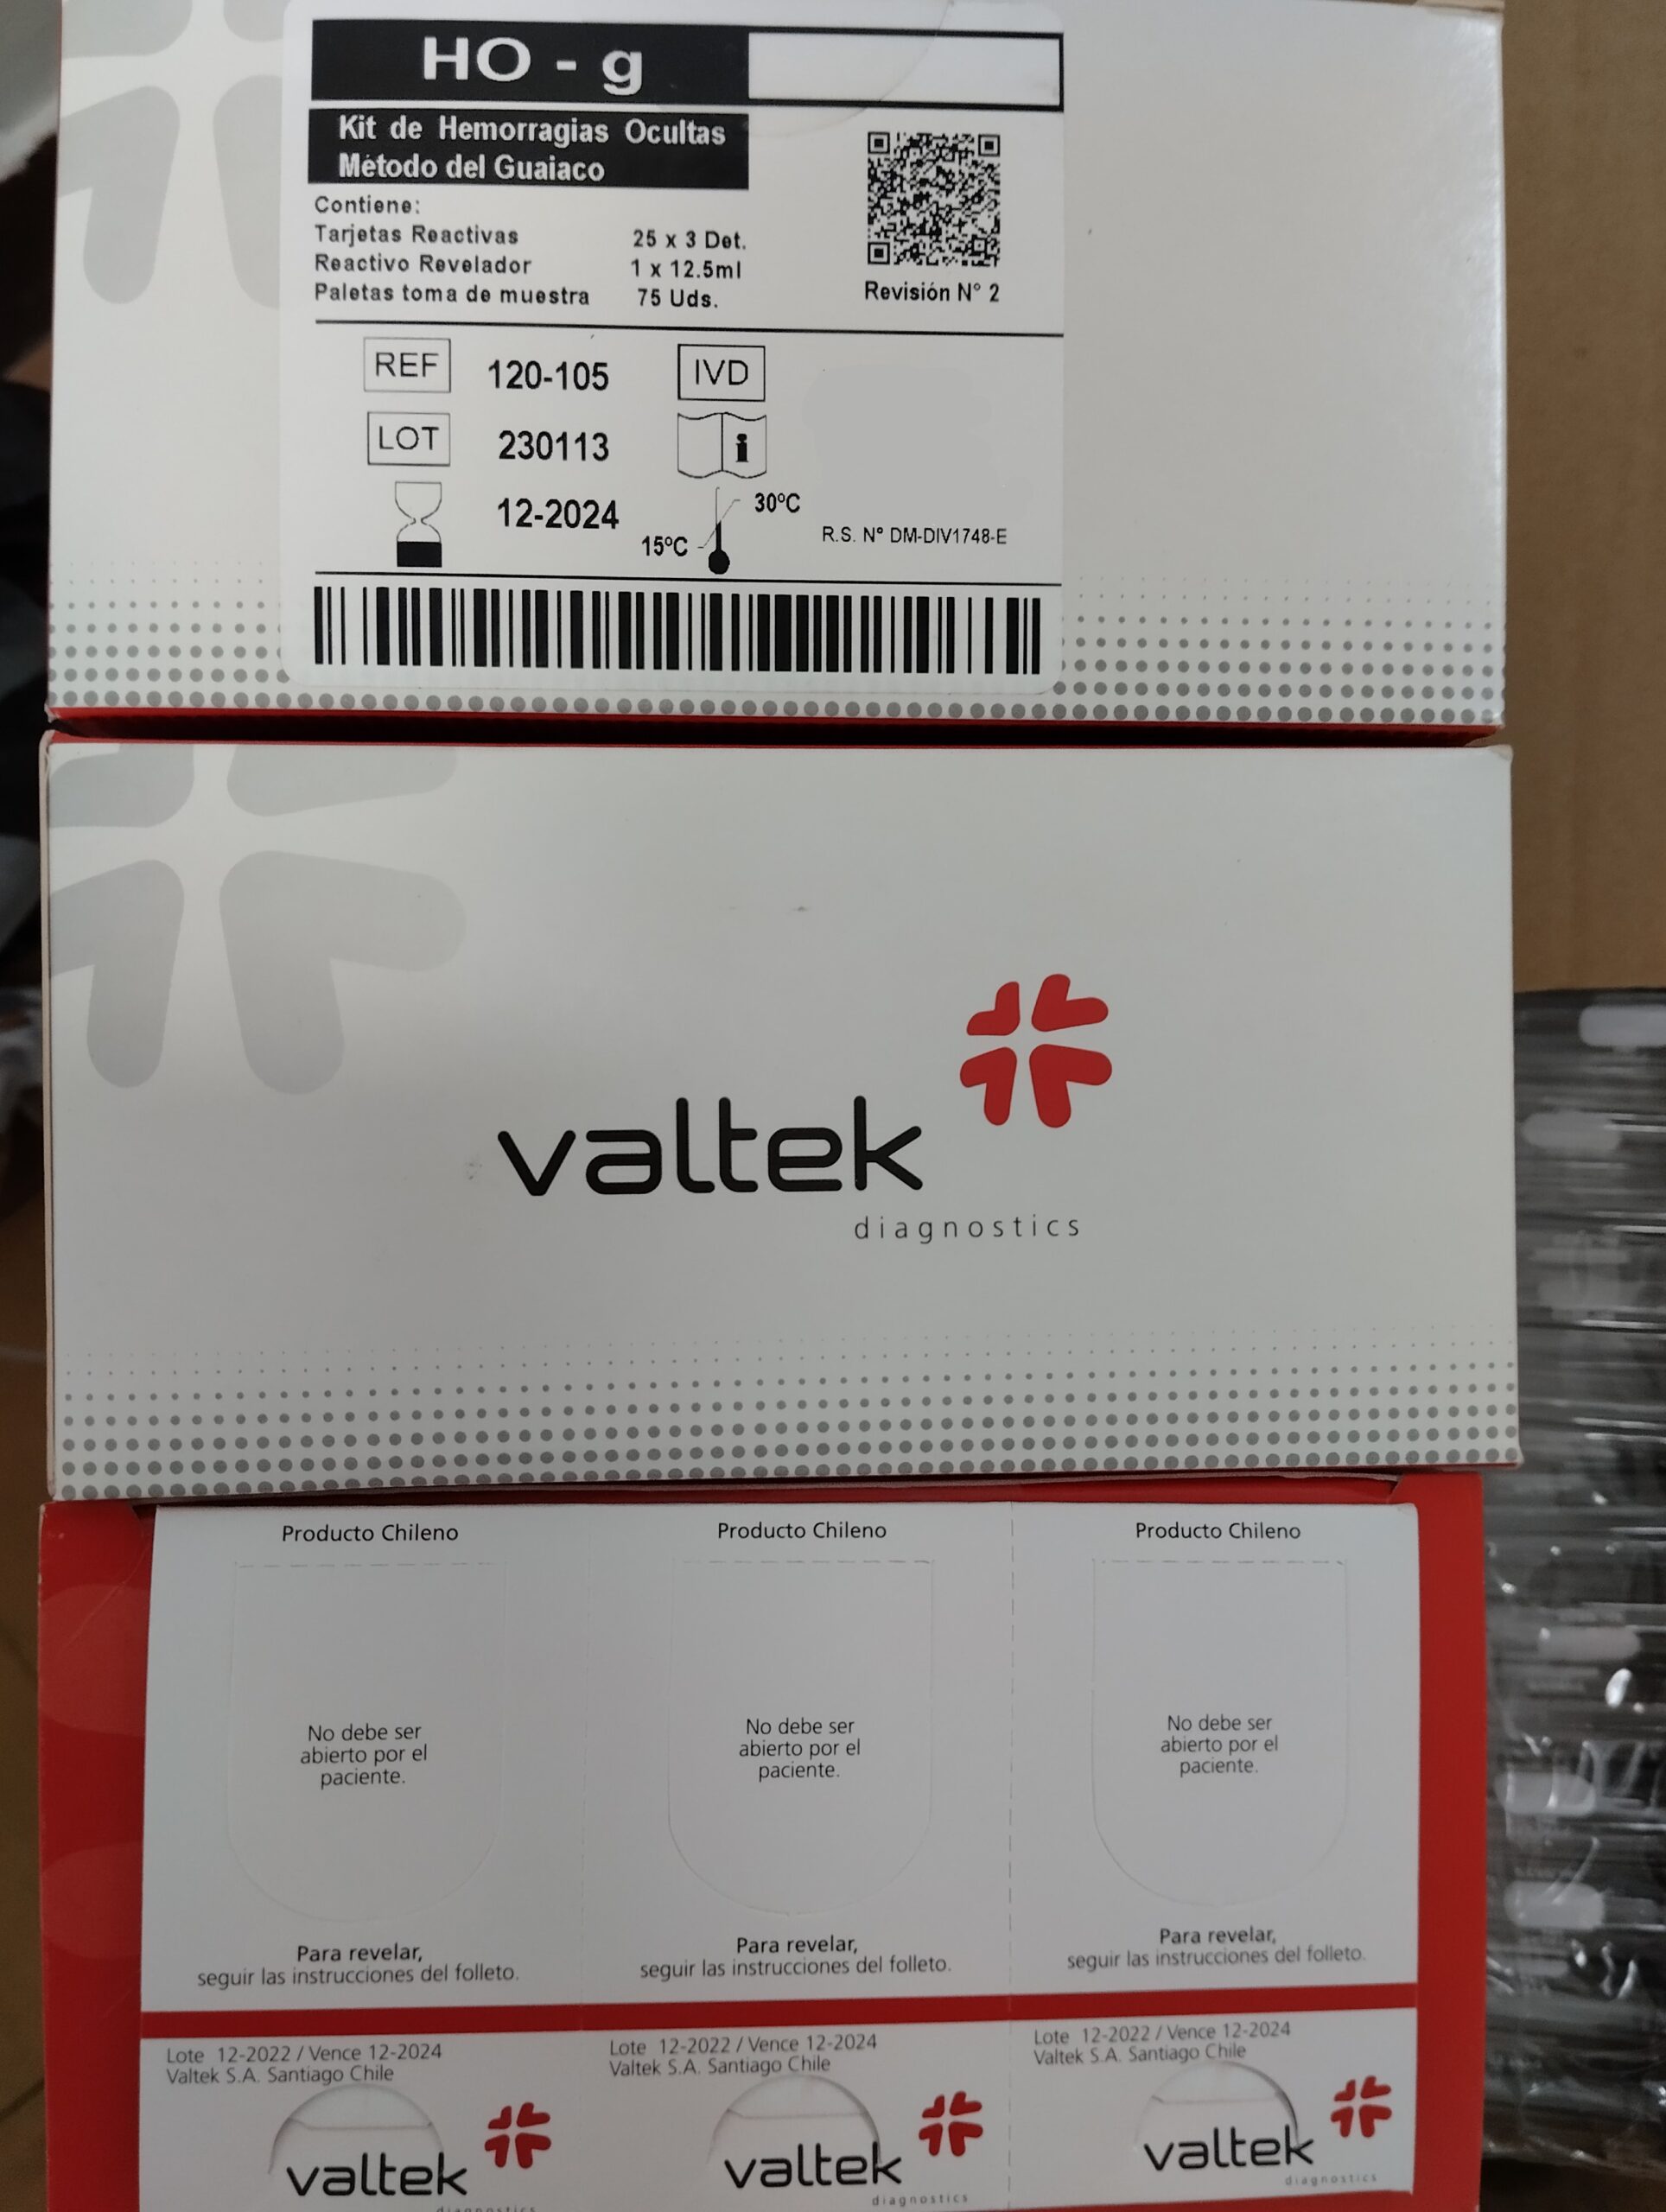 HO - g
Kit de Hemorragias Ocultas
Método del Guaiaco
Contiene:
Tarjetas Reactivas 25 x 3 Det.
Reactivo Revelador 1 x 12.5ml
Paletas toma de muestra 75 Uds.
Revisión N° 2
REF 120-105 IVD
LOT 230113 i
12-2024 15ºC 30ºC
R.S. N° DM-DIV1748-E
valtek
diagnostics
Producto Chileno Producto Chileno Producto Chileno
No debe ser
abierto por el
paciente.
No debe ser
abierto por el
paciente.
No debe ser
abierto por el
paciente.
Para revelar,
seguir las instrucciones del folleto.
Para revelar,
seguir las instrucciones del folleto.
Para revelar,
seguir las instrucciones del folleto.
Lote 12-2022 / Vence 12-2024
Valtek S.A. Santiago Chile
valtek
diagnostics
Lote 12-2022 / Vence 12-2024
Valtek S.A. Santiago Chile
valtek
diagnostics
Lote 12-2022 / Vence 12-2024
Valtek S.A. Santiago Chile
valtek
diagnostics